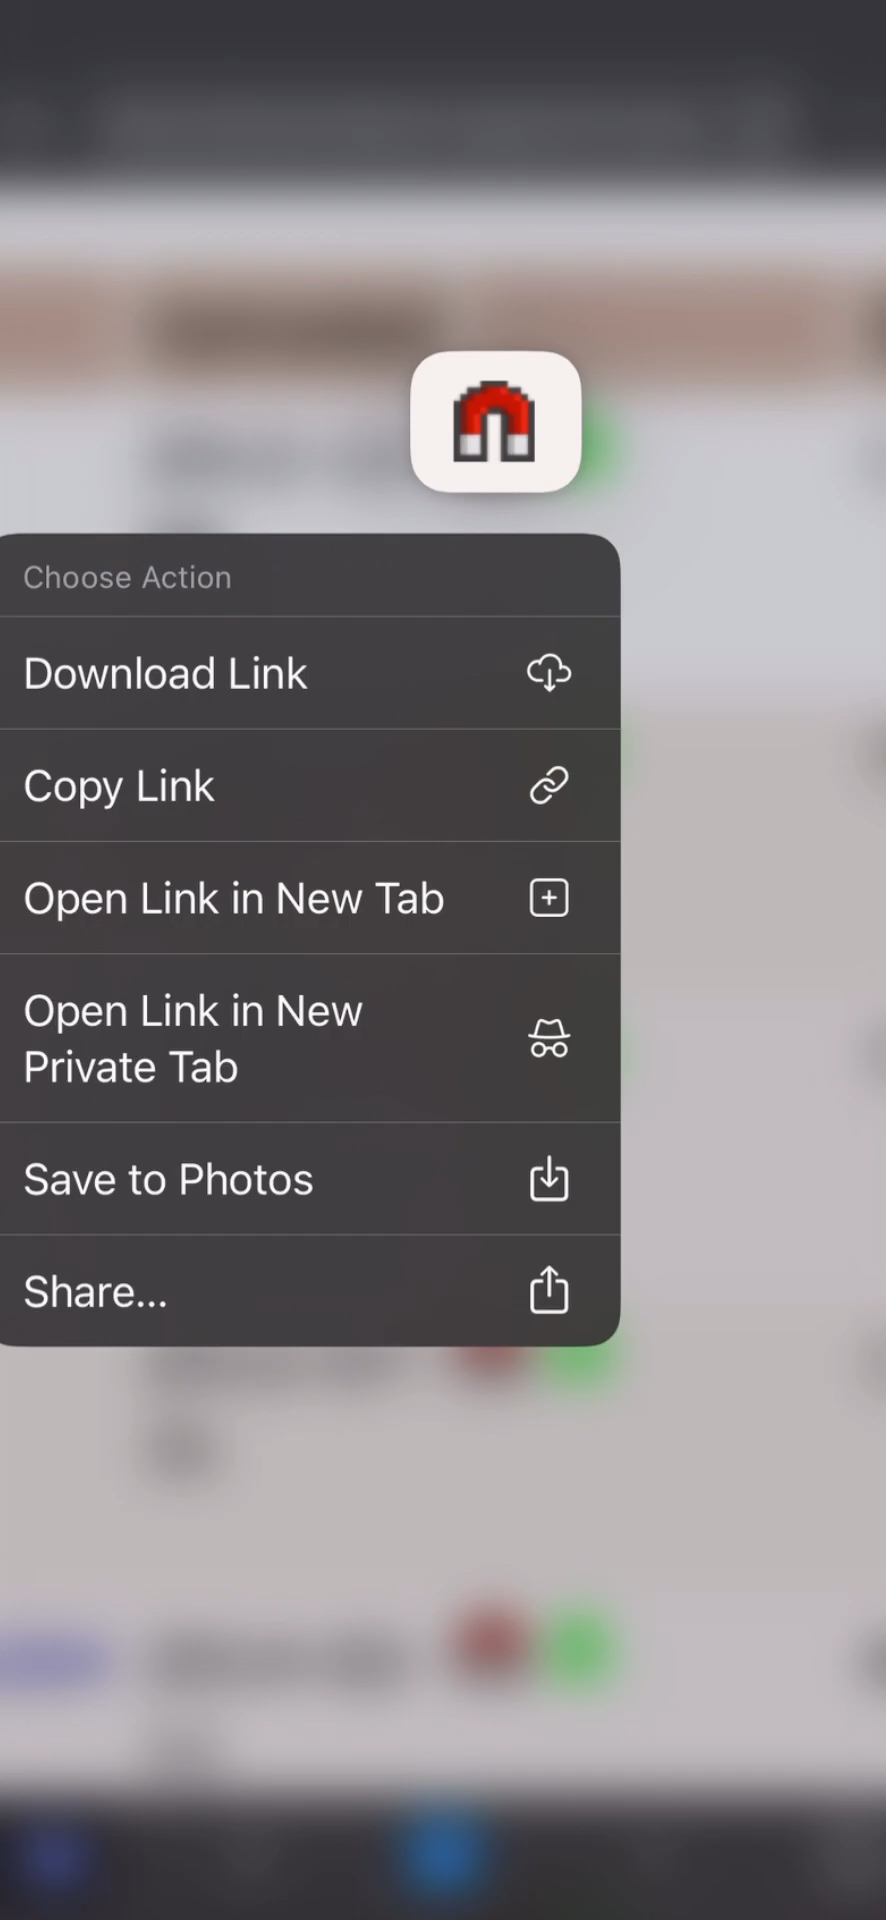 Choose Action
Download Link
Copy Link
Open Link in New Tab
Open Link in New
Private Tab
Save to Photos
Share...